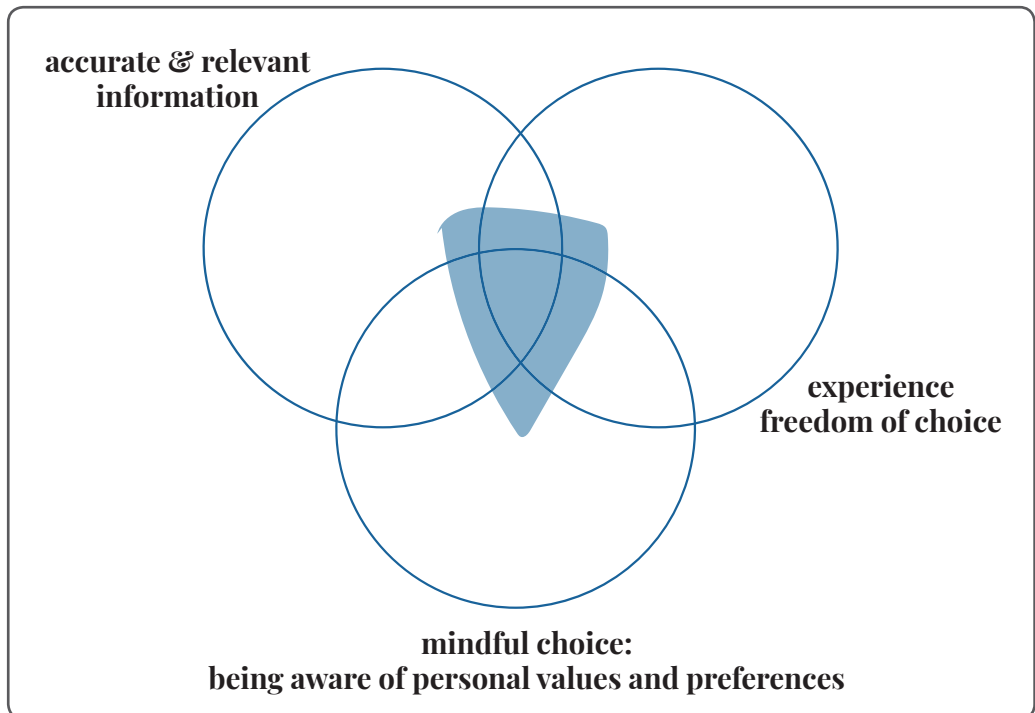 accurate & relevant
information
experience
freedom of choice
mindful choice:
being aware of personal values and preferences